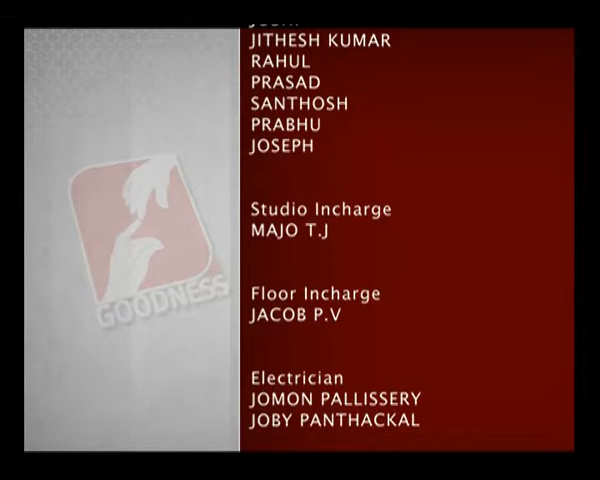 JITHESH KUMAR
RAHUL
PRASAD
SANTHOSH
PRABHU
JOSEPH
Studio Incharge
MAJO T.J
Floor Incharge
JACOB P.V
Electrician
JOMON PALLISSERY
JOBY PANTHACKAL
GOODNESS